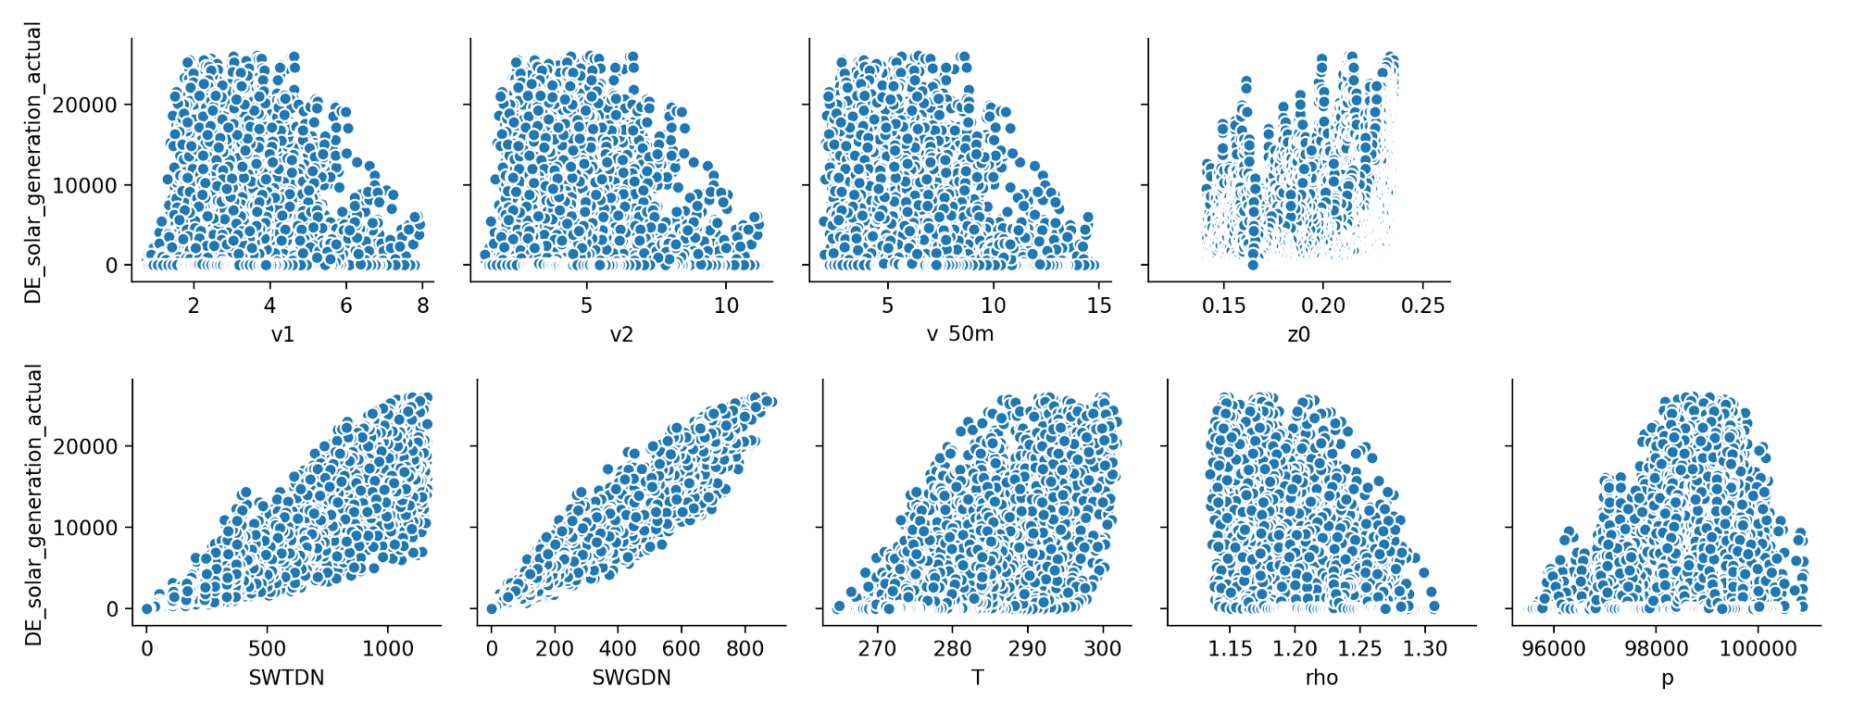 DE_solar_generation_actual
20000
10000
0
2 4 6 8
v1
5 10
v2
5 10 15
v 50m
0.15 0.20 0.25
z0
DE_solar_generation_actual
20000
10000
0
0 500 1000
SWTDN
0 200 400 600 800
SWGDN
270 280 290 300
T
1.15 1.20 1.25 1.30
rho
96000 98000 100000
p